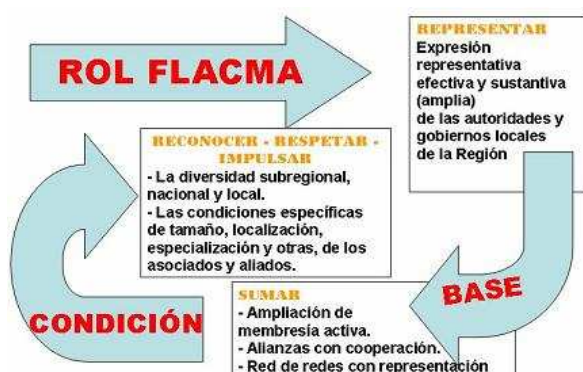 ROL FLACMA
REPRESENTAR
Expresión
representativa
efectiva y sustantiva
(amplia)
de las autoridades y
gobiernos locales
de la Región
BASE
SUMAR
- Ampliación de
membresía activa.
- Alianzas con cooperación.
- Red de redes con representación
CONDICIÓN
RECONOCER - RESPETAR -
IMPULSAR
- La diversidad subregional,
nacional y local.
- Las condiciones específicas
de tamaño, localización,
especialización y otras, de los
asociados y aliados.